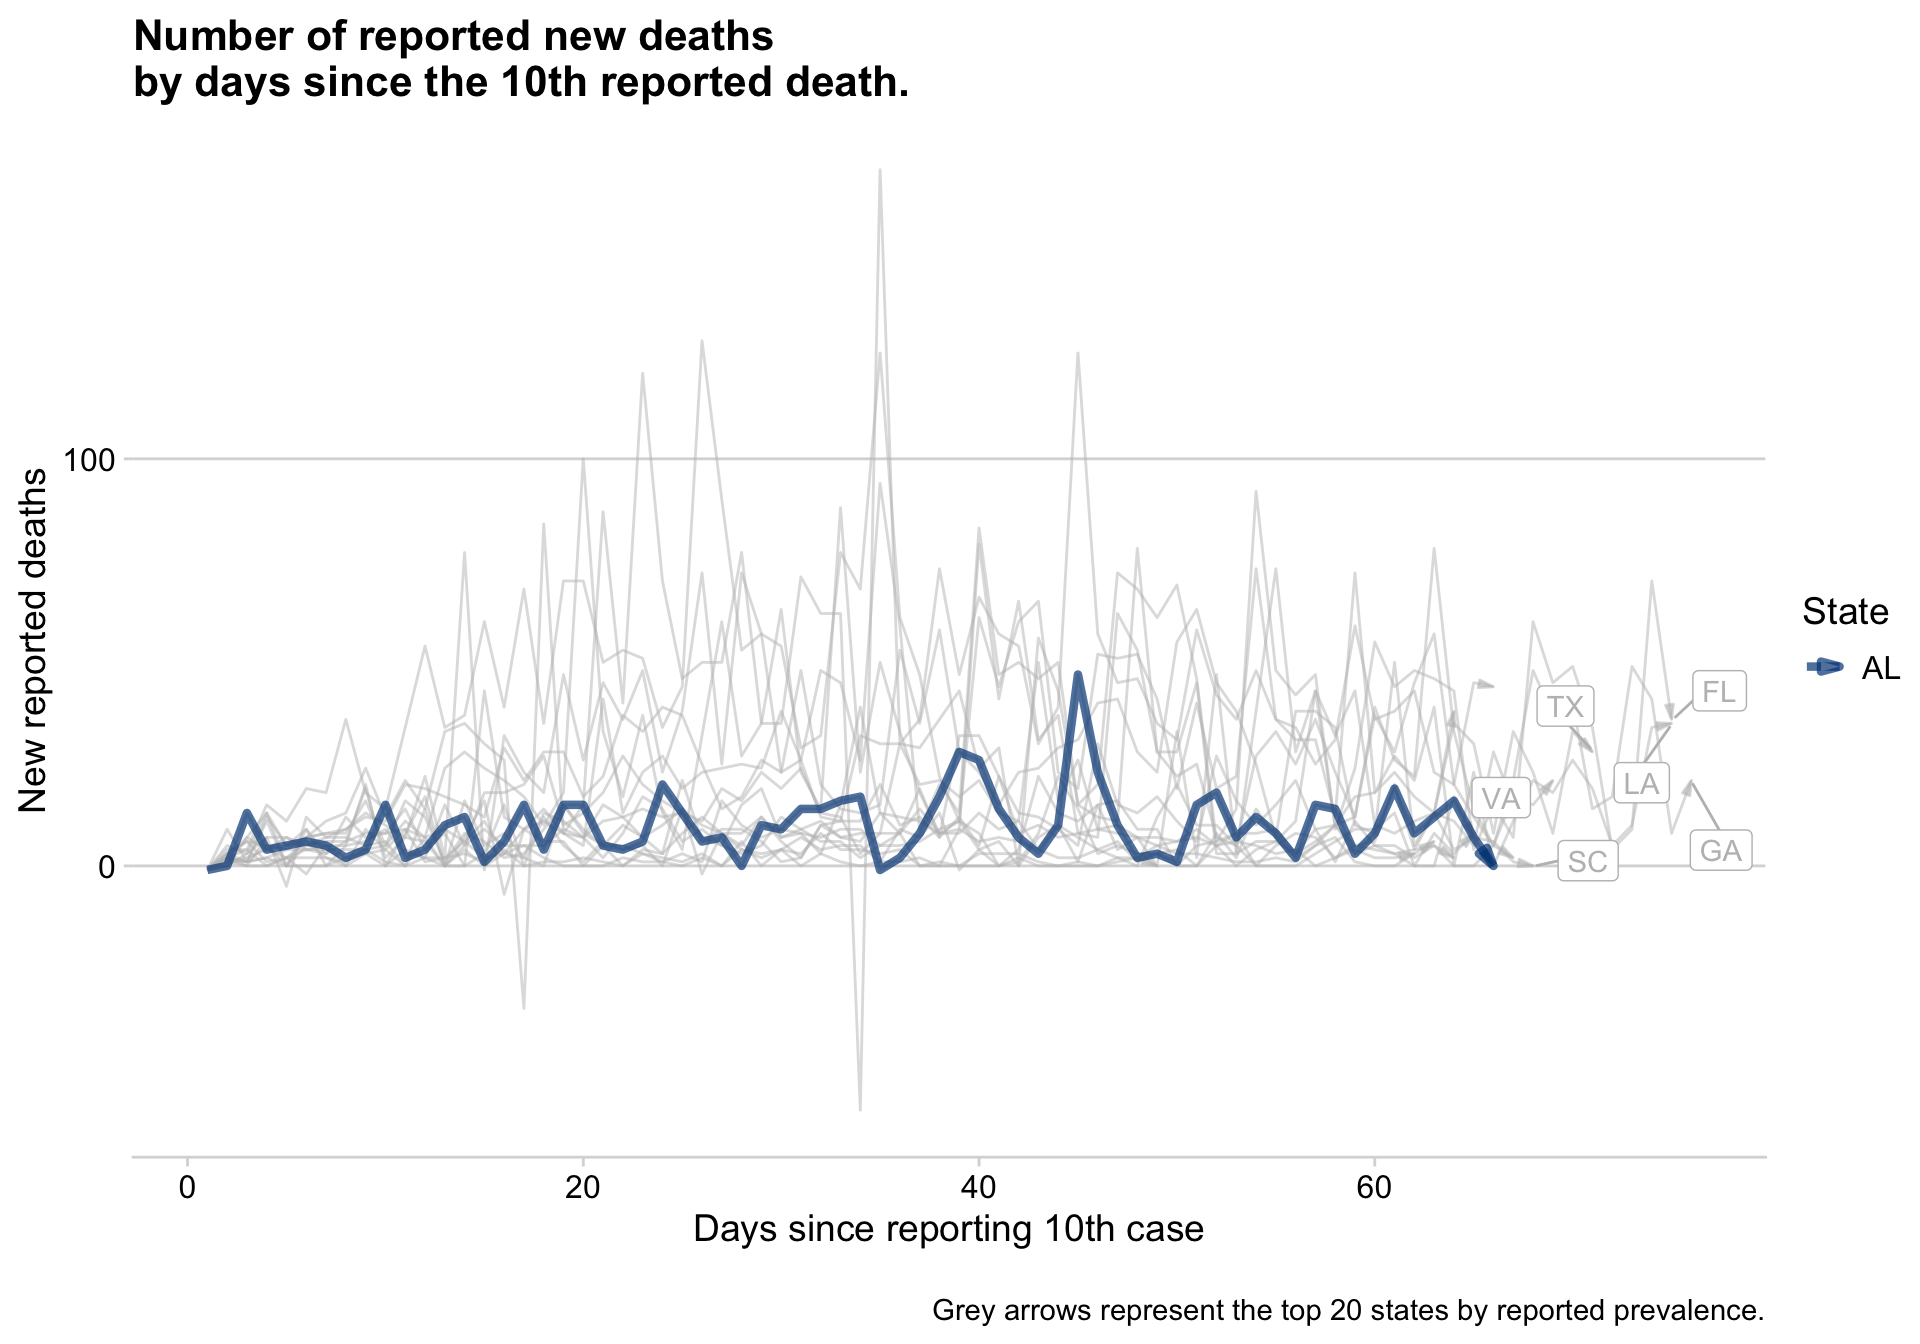 Number of reported new deaths
by days since the 10th reported death.
New reported deaths
100
0
TX
FL
VA
LA
SC
GA
State
AL
0
20
40
60
Days since reporting 10th case
Grey arrows represent the top 20 states by reported prevalence.